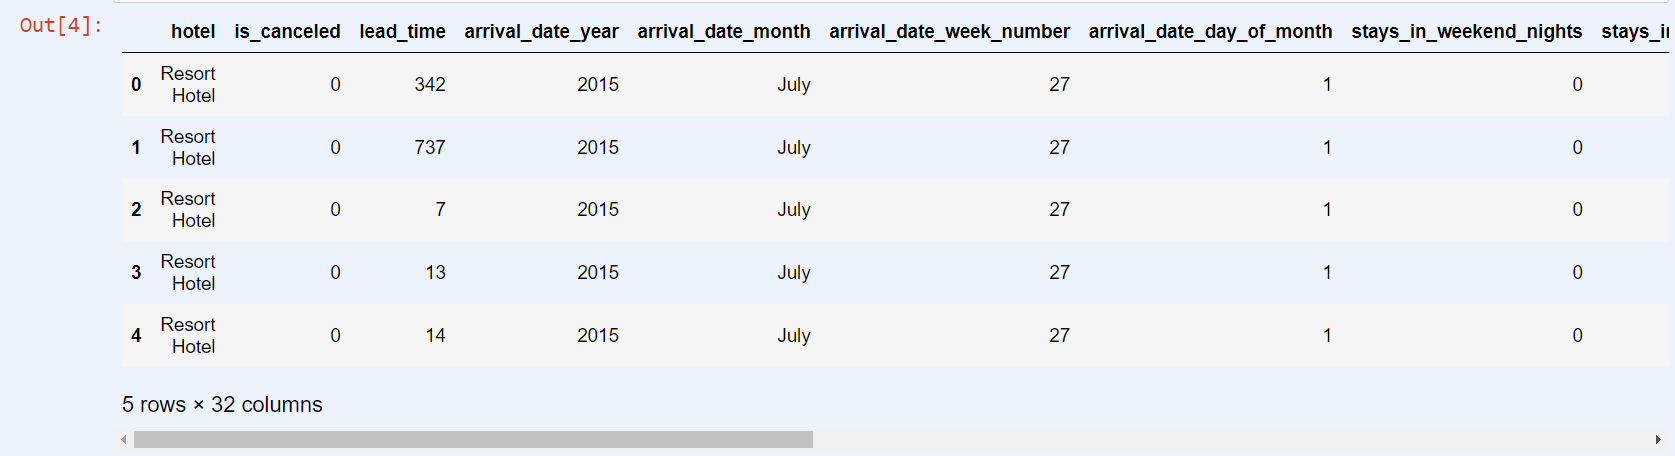 Out[4]:
hotel is_canceled lead_time arrival_date_year arrival_date_month arrival_date_week_number arrival_date_day_of_month stays_in_weekend_nights
0 Resort Hotel 0 342 2015 July 27 1 0
1 Resort Hotel 0 737 2015 July 27 1 0
2 Resort Hotel 0 7 2015 July 27 1 0
3 Resort Hotel 0 13 2015 July 27 1 0
4 Resort Hotel 0 14 2015 July 27 1 0
5 rows × 32 columns